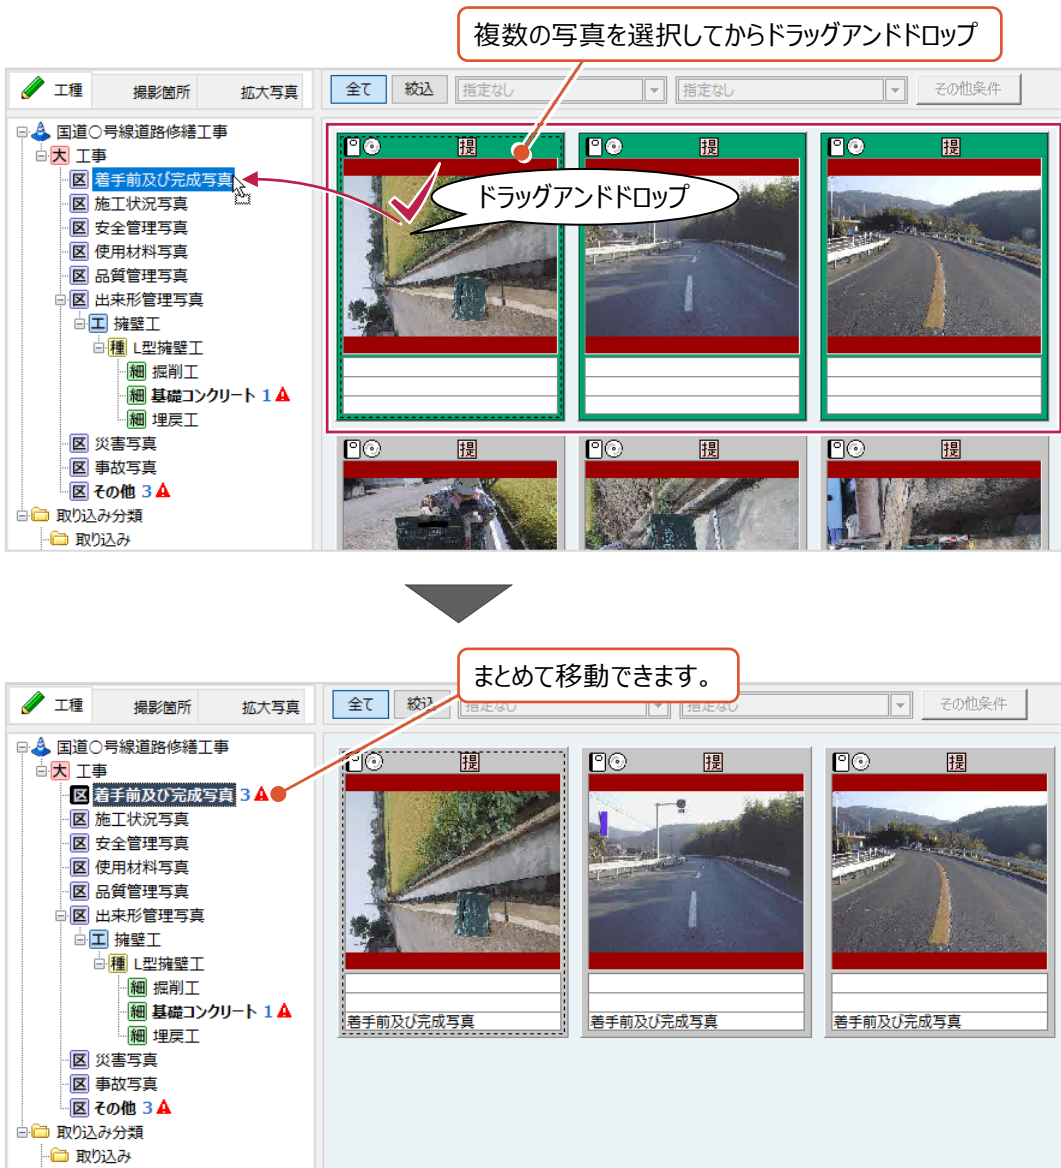 複数の写真を選択してからドラッグアンドドロップ
工種 撮影箇所 拡大写真 全て 絞込 指定なし 指定なし その他条件
国道〇号線道路修繕工事
大 工事
区 着手前及び完成写真
区 施工状況写真
区 安全管理写真
区 使用材料写真
区 品質管理写真
区 出来形管理写真
工 擁壁工
種 L型擁壁工
細 掘削工
細 基礎コンクリート 1
細 埋戻工
区 災害写真
区 事故写真
区 その他 3
取り込み分類
取り込み
提 提 提
ドラッグアンドドロップ
提 提 提
まとめて移動できます。
工種 撮影箇所 拡大写真 全て 絞込 指定なし 指定なし その他条件
国道〇号線道路修繕工事
大 工事
区 着手前及び完成写真 3
区 施工状況写真
区 安全管理写真
区 使用材料写真
区 品質管理写真
区 出来形管理写真
工 擁壁工
種 L型擁壁工
細 掘削工
細 基礎コンクリート 1
細 埋戻工
区 災害写真
区 事故写真
区 その他 3
取り込み分類
取り込み
提 提 提
着手前及び完成写真 着手前及び完成写真 着手前及び完成写真